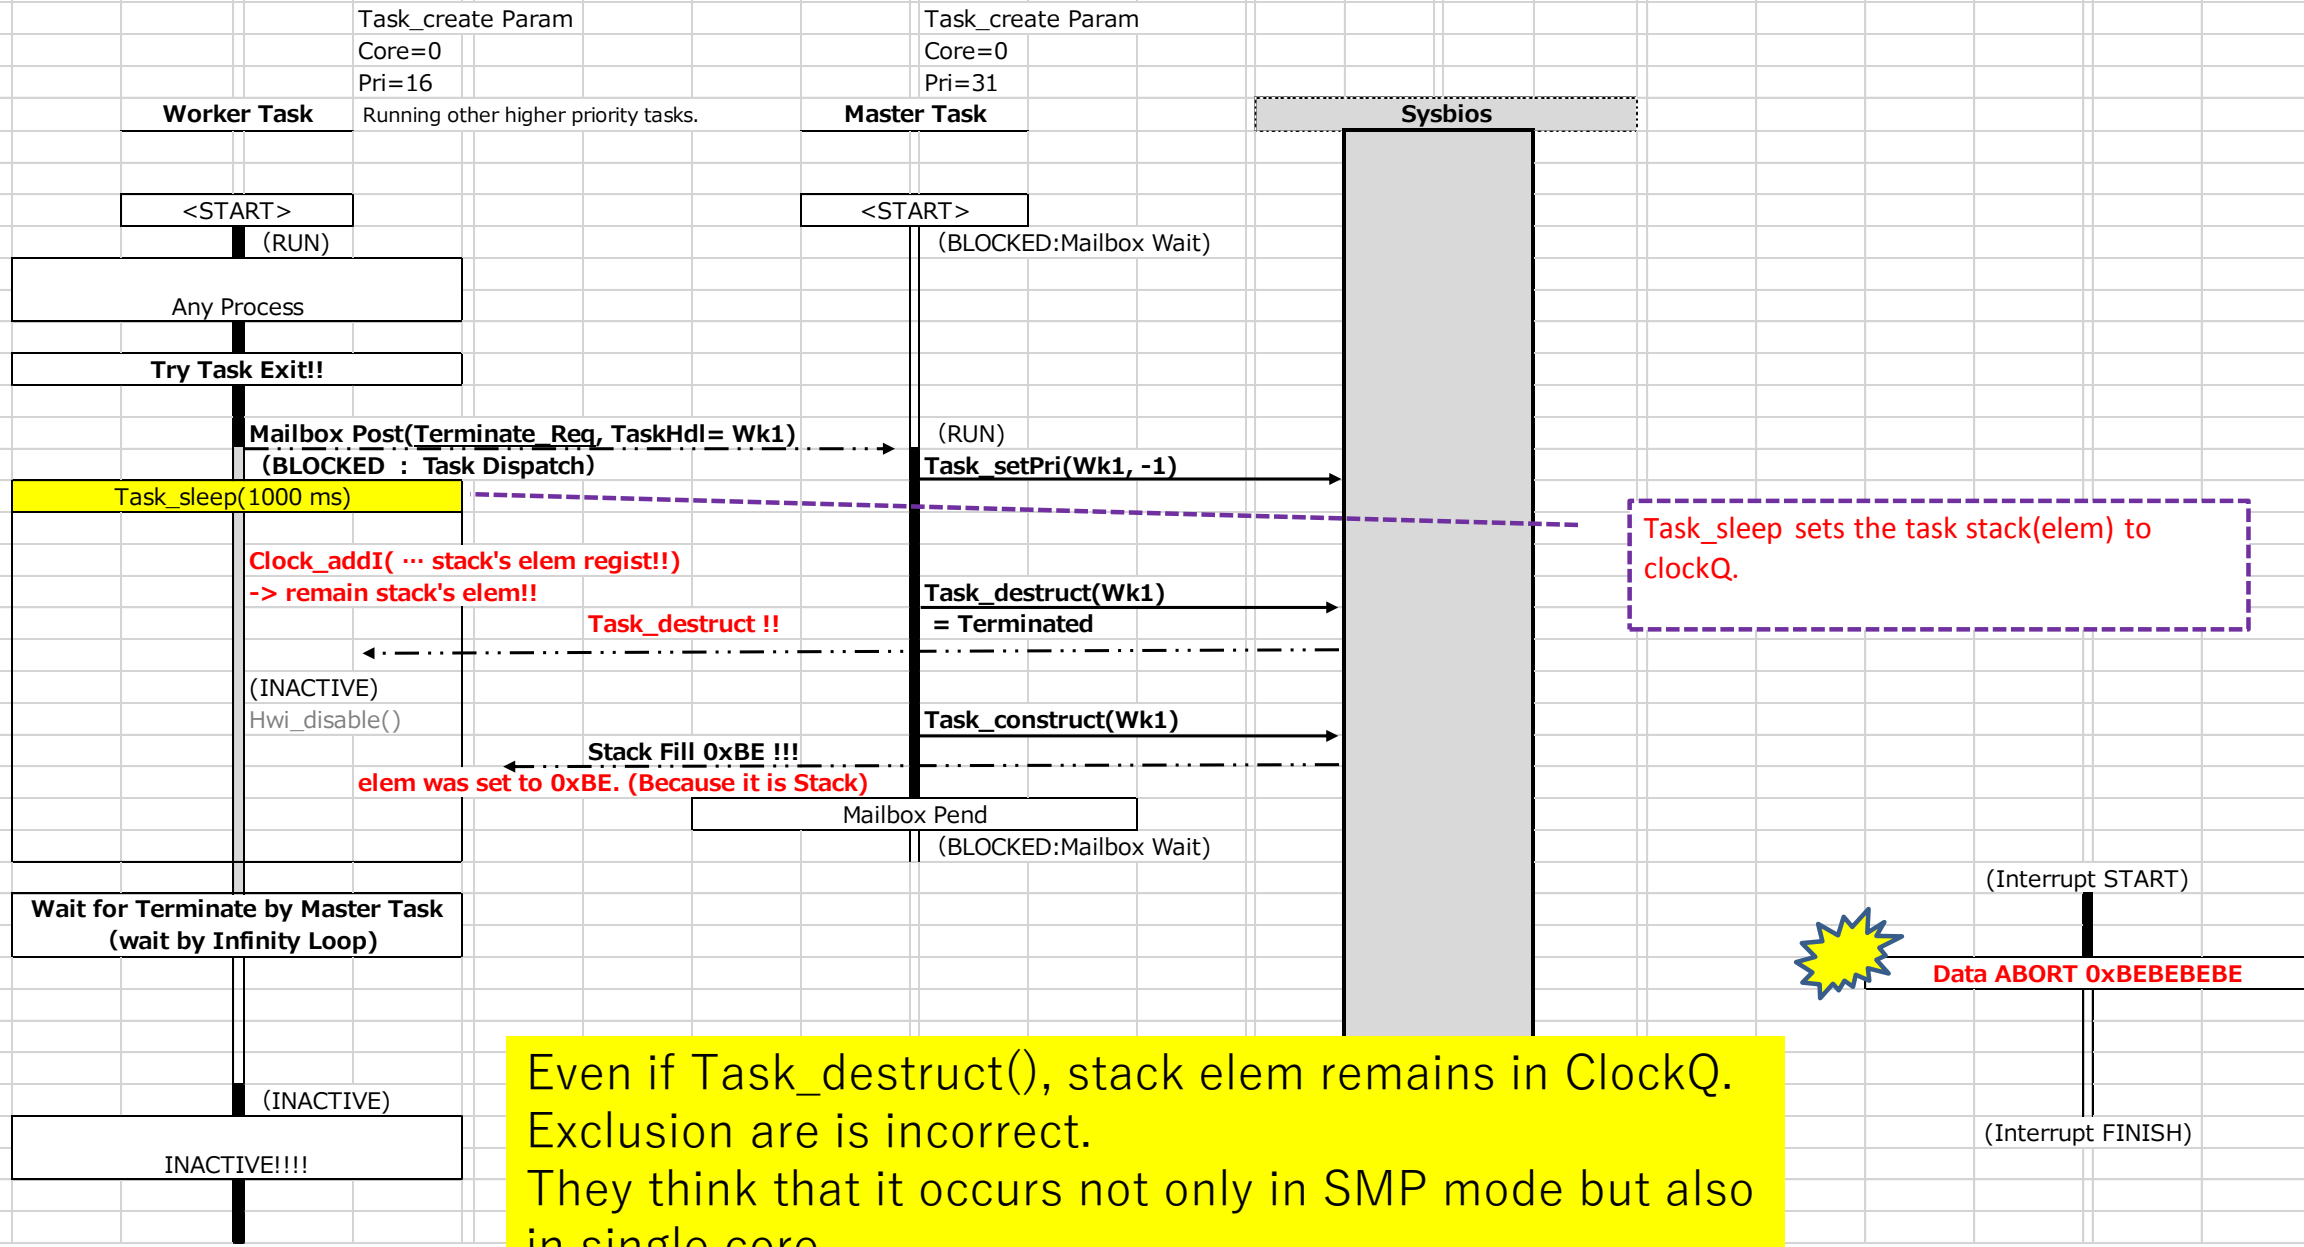 Task_create Param
Core=0
Pri=16
Task_create Param
Core=0
Pri=31
Worker Task
Running other higher priority tasks.
Master Task
Sysbios
<START>
<START>
(RUN)
(BLOCKED:Mailbox Wait)
Any Process
Try Task Exit!!
Mailbox Post(Terminate_Req, TaskHdl= Wk1)
(RUN)
(BLOCKED : Task Dispatch)
Task_setPri(Wk1, -1)
Task_sleep(1000 ms)
Task_sleep sets the task stack(elem) to
clockQ.
Clock_addI( … stack's elem regist!!)
-> remain stack's elem!!
Task_destruct(Wk1)
Task_destruct !!
= Terminated
(INACTIVE)
Hwi_disable()
Task_construct(Wk1)
Stack Fill 0xBE !!!
elem was set to 0xBE. (Because it is Stack)
Mailbox Pend
(BLOCKED:Mailbox Wait)
(Interrupt START)
Wait for Terminate by Master Task
(wait by Infinity Loop)
Data ABORT 0xBEBEBEBE
Even if Task_destruct(), stack elem remains in ClockQ.
Exclusion are is incorrect.
They think that it occurs not only in SMP mode but also
in single core
(INACTIVE)
(Interrupt FINISH)
INACTIVE!!!!